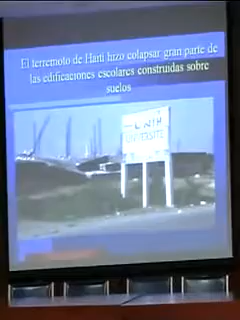 El terremoto de Haití hizo colapsar gran parte de
las edificaciones escolares construidas sobre
suelos
UNIVERSITE